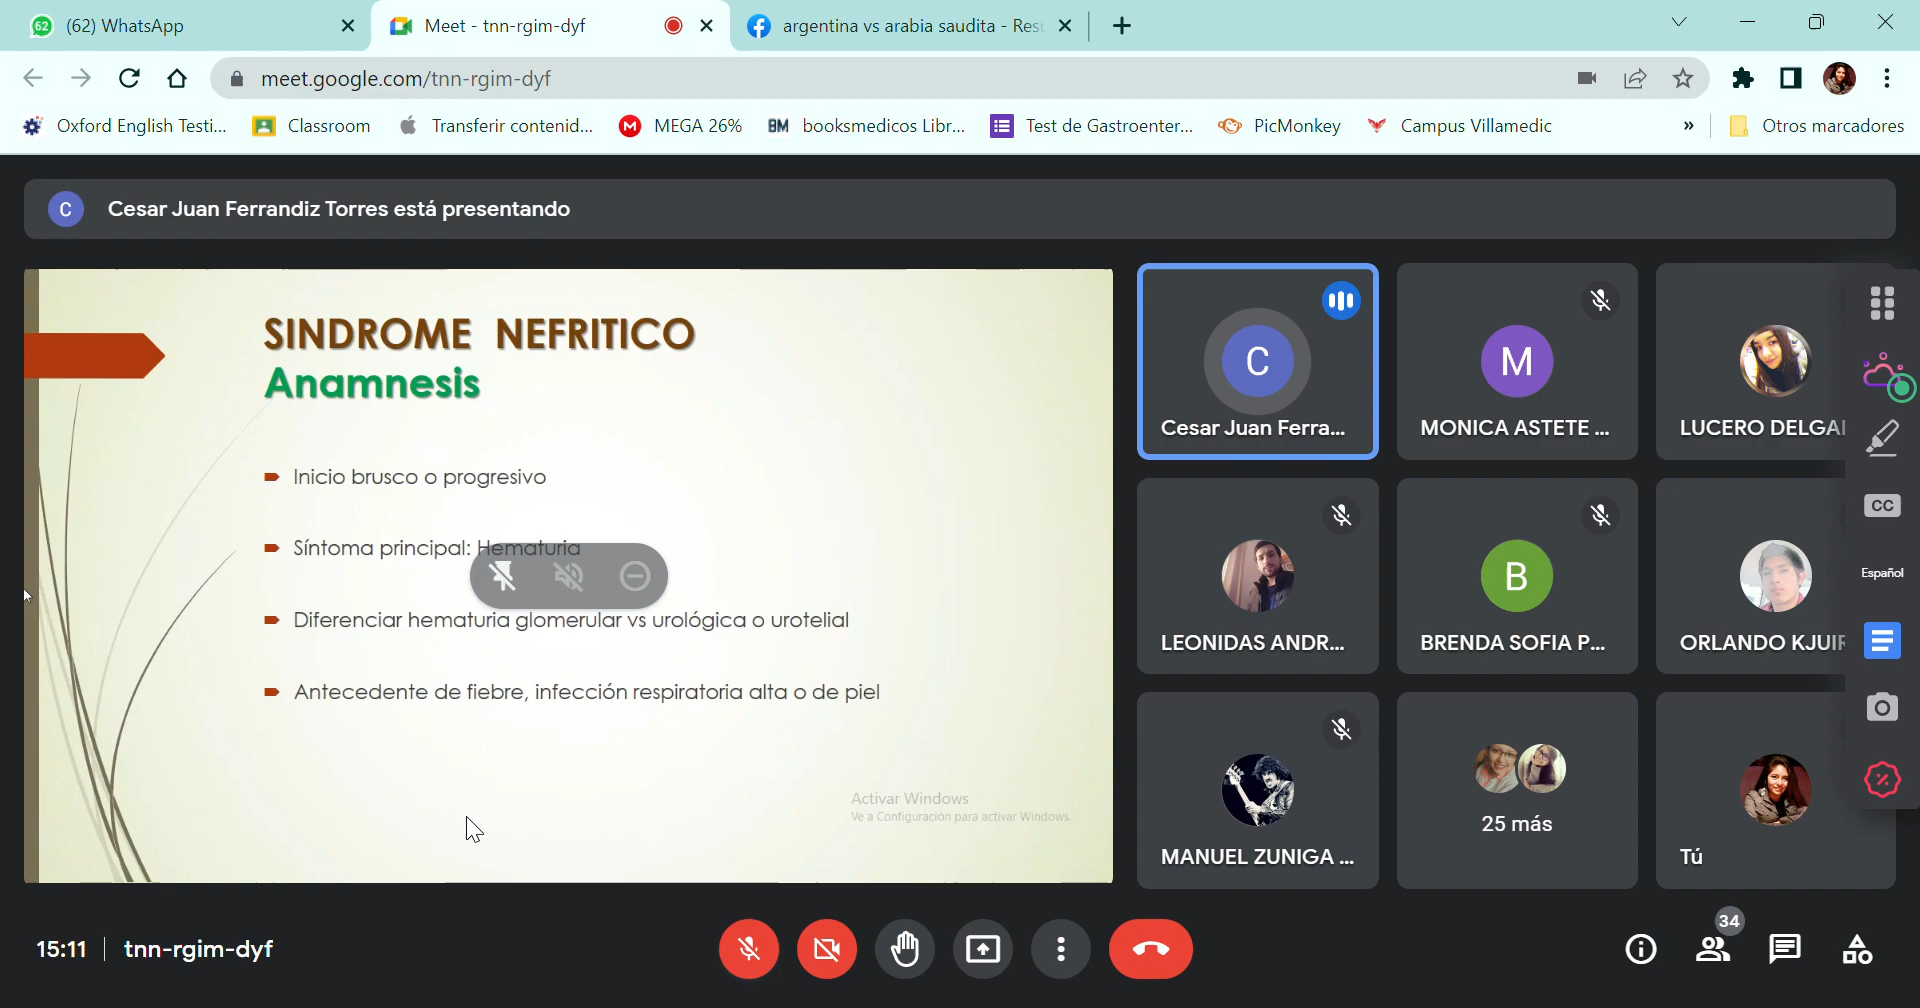 (62) WhatsApp
Meet - tnn-rgim-dyf
argentina vs arabia saudita - Resu
meet.google.com/tnn-rgim-dyf
Oxford English Testi...
Classroom
Transferir contenid...
MEGA 26%
BM booksmedicos Libr...
Test de Gastroenter...
PicMonkey
Campus Villamedic
»
Otros marcadores
C Cesar Juan Ferrandiz Torres está presentando
SINDROME NEFRITICO
Anamnesis
Inicio brusco o progresivo
Síntoma principal: Hematuria
Diferenciar hematuria glomerular vs urológica o urotelial
Antecedente de fiebre, infección respiratoria alta o de piel
Activar Windows
Ve a Configuración para activar Windows.
C
Cesar Juan Ferra...
M
MONICA ASTETE ...
LUCERO DELGA
LEONIDAS ANDR...
B
BRENDA SOFIA P...
ORLANDO KJUIR
MANUEL ZUNIGA ...
25 más
Tú
CC
Español
15:11 | tnn-rgim-dyf
34